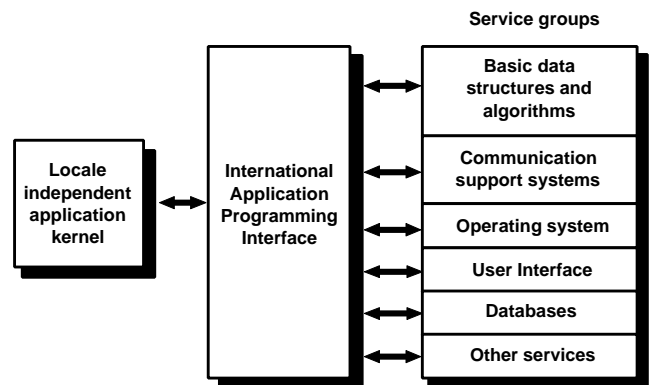 Service groups
Locale
independent
application
kernel
International
Application
Programming
Interface
Basic data
structures and
algorithms
Communication
support systems
Operating system
User Interface
Databases
Other services